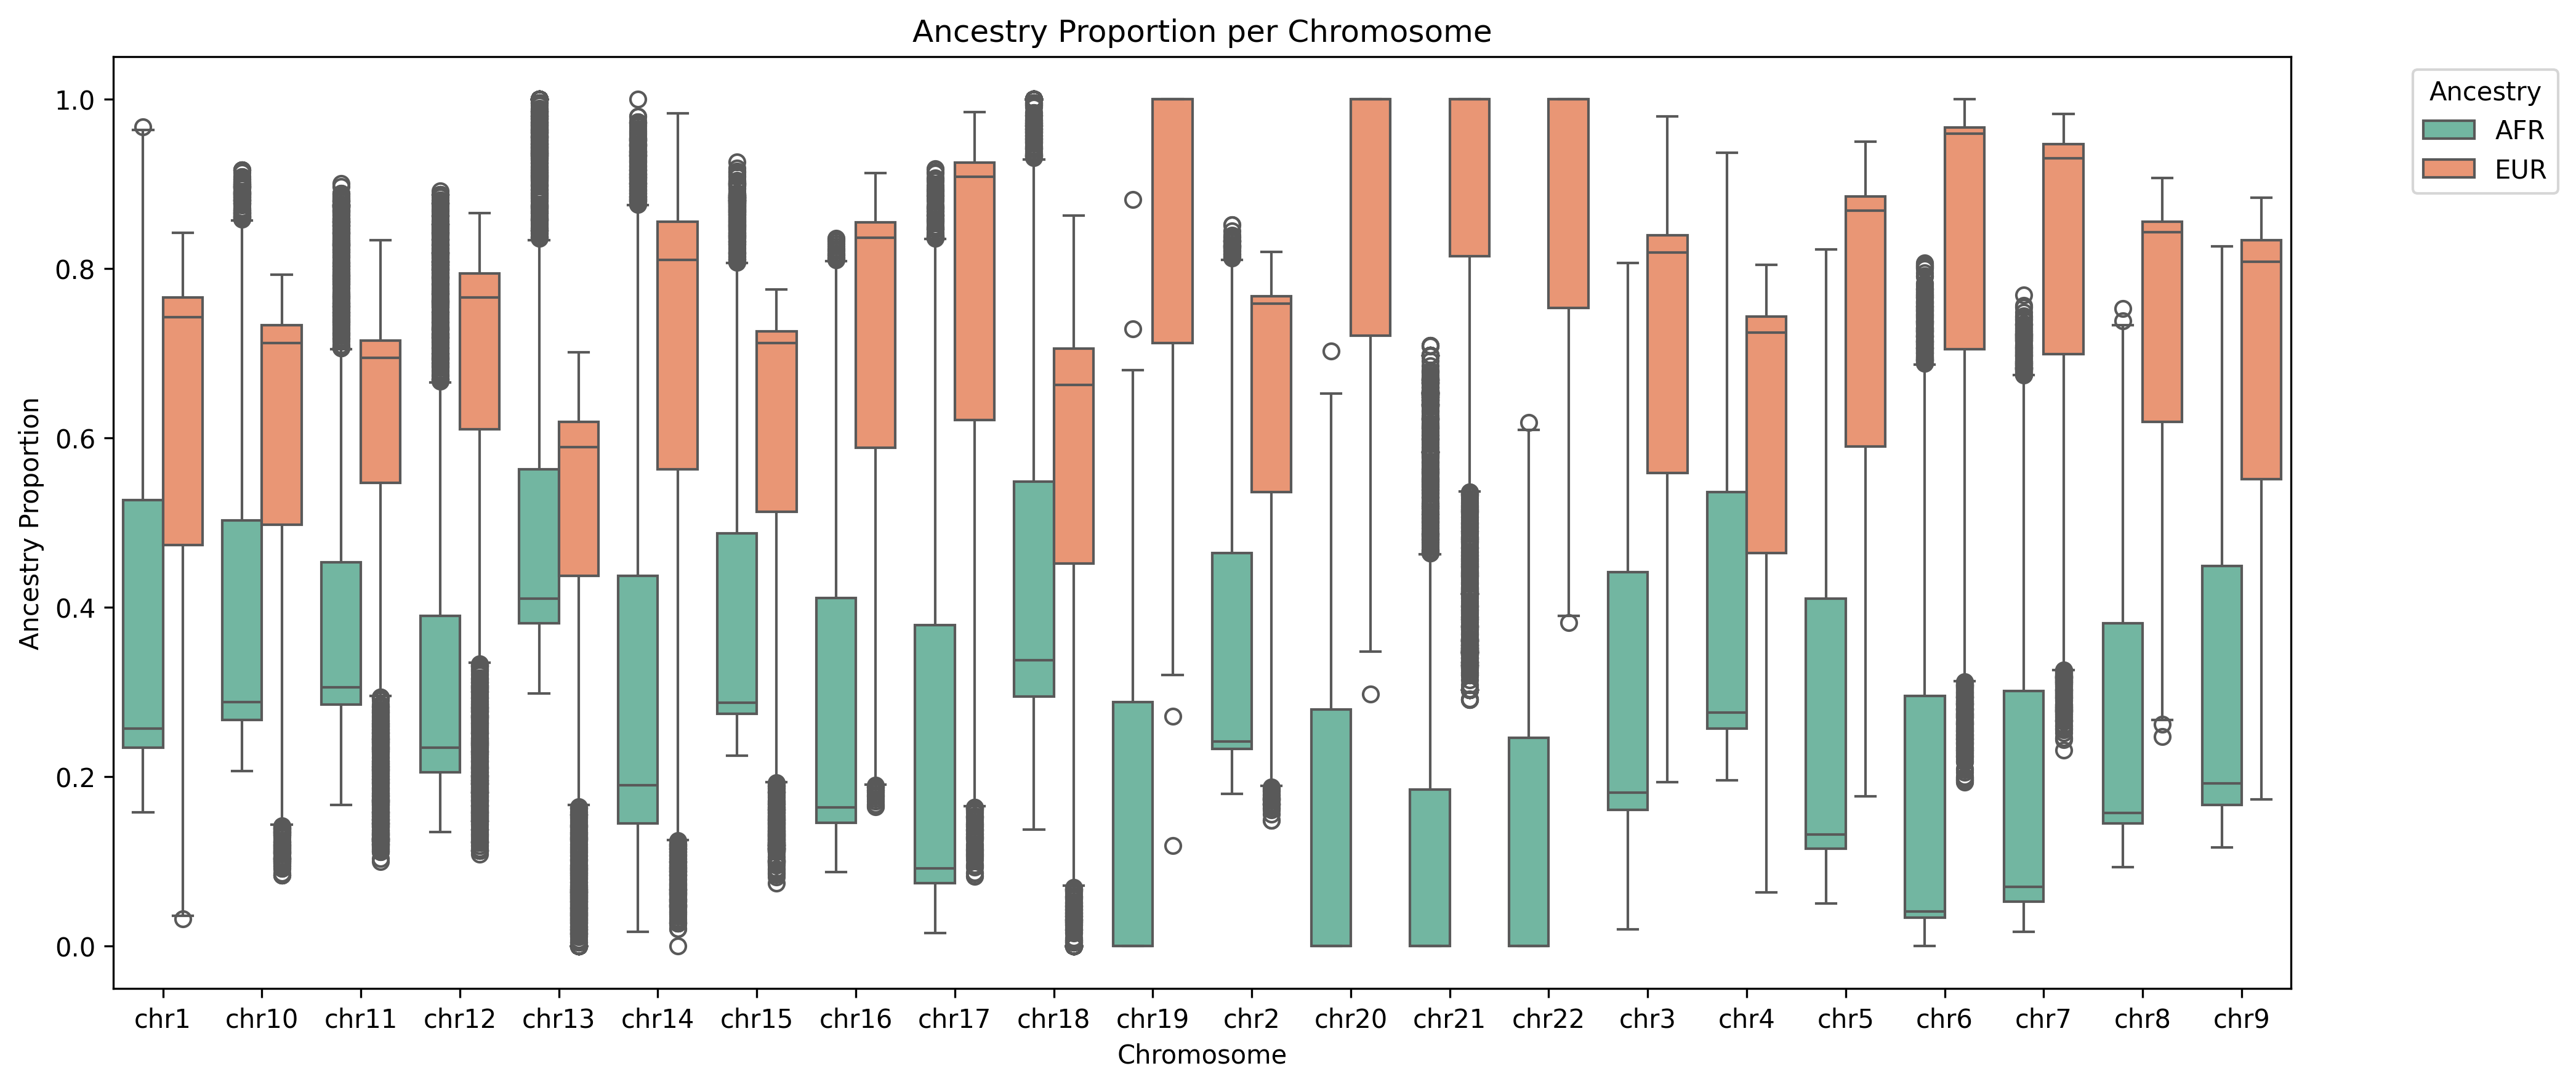 Ancestry Proportion per Chromosome
Ancestry Proportion
1.0
0.8
0.6
0.4
0.2
0.0
chr1 chr10 chr11 chr12 chr13 chr14 chr15 chr16 chr17 chr18 chr19 chr2 chr20 chr21 chr22 chr3 chr4 chr5 chr6 chr7 chr8 chr9
Chromosome
Ancestry
AFR
EUR